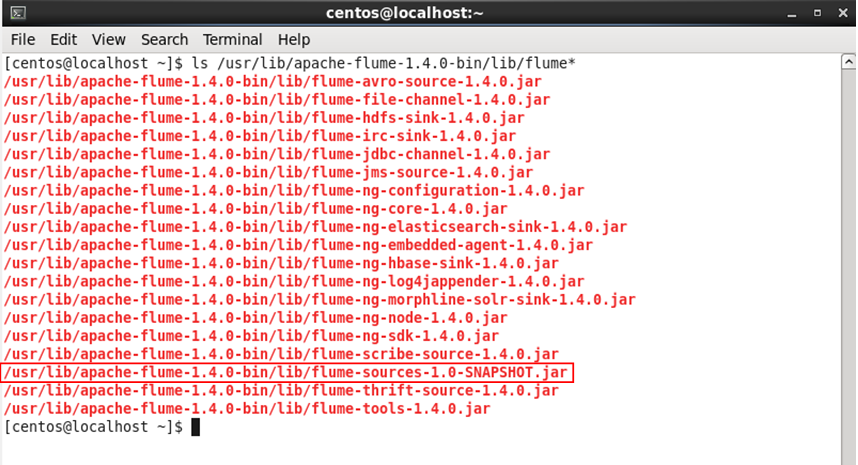 centos@localhost:~
File Edit View Search Terminal Help
[centos@localhost ~]$ ls /usr/lib/apache-flume-1.4.0-bin/lib/flume*
/usr/lib/apache-flume-1.4.0-bin/lib/flume-avro-source-1.4.0.jar
/usr/lib/apache-flume-1.4.0-bin/lib/flume-file-channel-1.4.0.jar
/usr/lib/apache-flume-1.4.0-bin/lib/flume-hdfs-sink-1.4.0.jar
/usr/lib/apache-flume-1.4.0-bin/lib/flume-irc-sink-1.4.0.jar
/usr/lib/apache-flume-1.4.0-bin/lib/flume-jdbc-channel-1.4.0.jar
/usr/lib/apache-flume-1.4.0-bin/lib/flume-jms-source-1.4.0.jar
/usr/lib/apache-flume-1.4.0-bin/lib/flume-ng-configuration-1.4.0.jar
/usr/lib/apache-flume-1.4.0-bin/lib/flume-ng-core-1.4.0.jar
/usr/lib/apache-flume-1.4.0-bin/lib/flume-ng-elasticsearch-sink-1.4.0.jar
/usr/lib/apache-flume-1.4.0-bin/lib/flume-ng-embedded-agent-1.4.0.jar
/usr/lib/apache-flume-1.4.0-bin/lib/flume-ng-hbase-sink-1.4.0.jar
/usr/lib/apache-flume-1.4.0-bin/lib/flume-ng-log4jappender-1.4.0.jar
/usr/lib/apache-flume-1.4.0-bin/lib/flume-ng-morphline-solr-sink-1.4.0.jar
/usr/lib/apache-flume-1.4.0-bin/lib/flume-ng-node-1.4.0.jar
/usr/lib/apache-flume-1.4.0-bin/lib/flume-ng-sdk-1.4.0.jar
/usr/lib/apache-flume-1.4.0-bin/lib/flume-scribe-source-1.4.0.jar
/usr/lib/apache-flume-1.4.0-bin/lib/flume-sources-1.0-SNAPSHOT.jar
/usr/lib/apache-flume-1.4.0-bin/lib/flume-thrift-source-1.4.0.jar
/usr/lib/apache-flume-1.4.0-bin/lib/flume-tools-1.4.0.jar
[centos@localhost ~]$